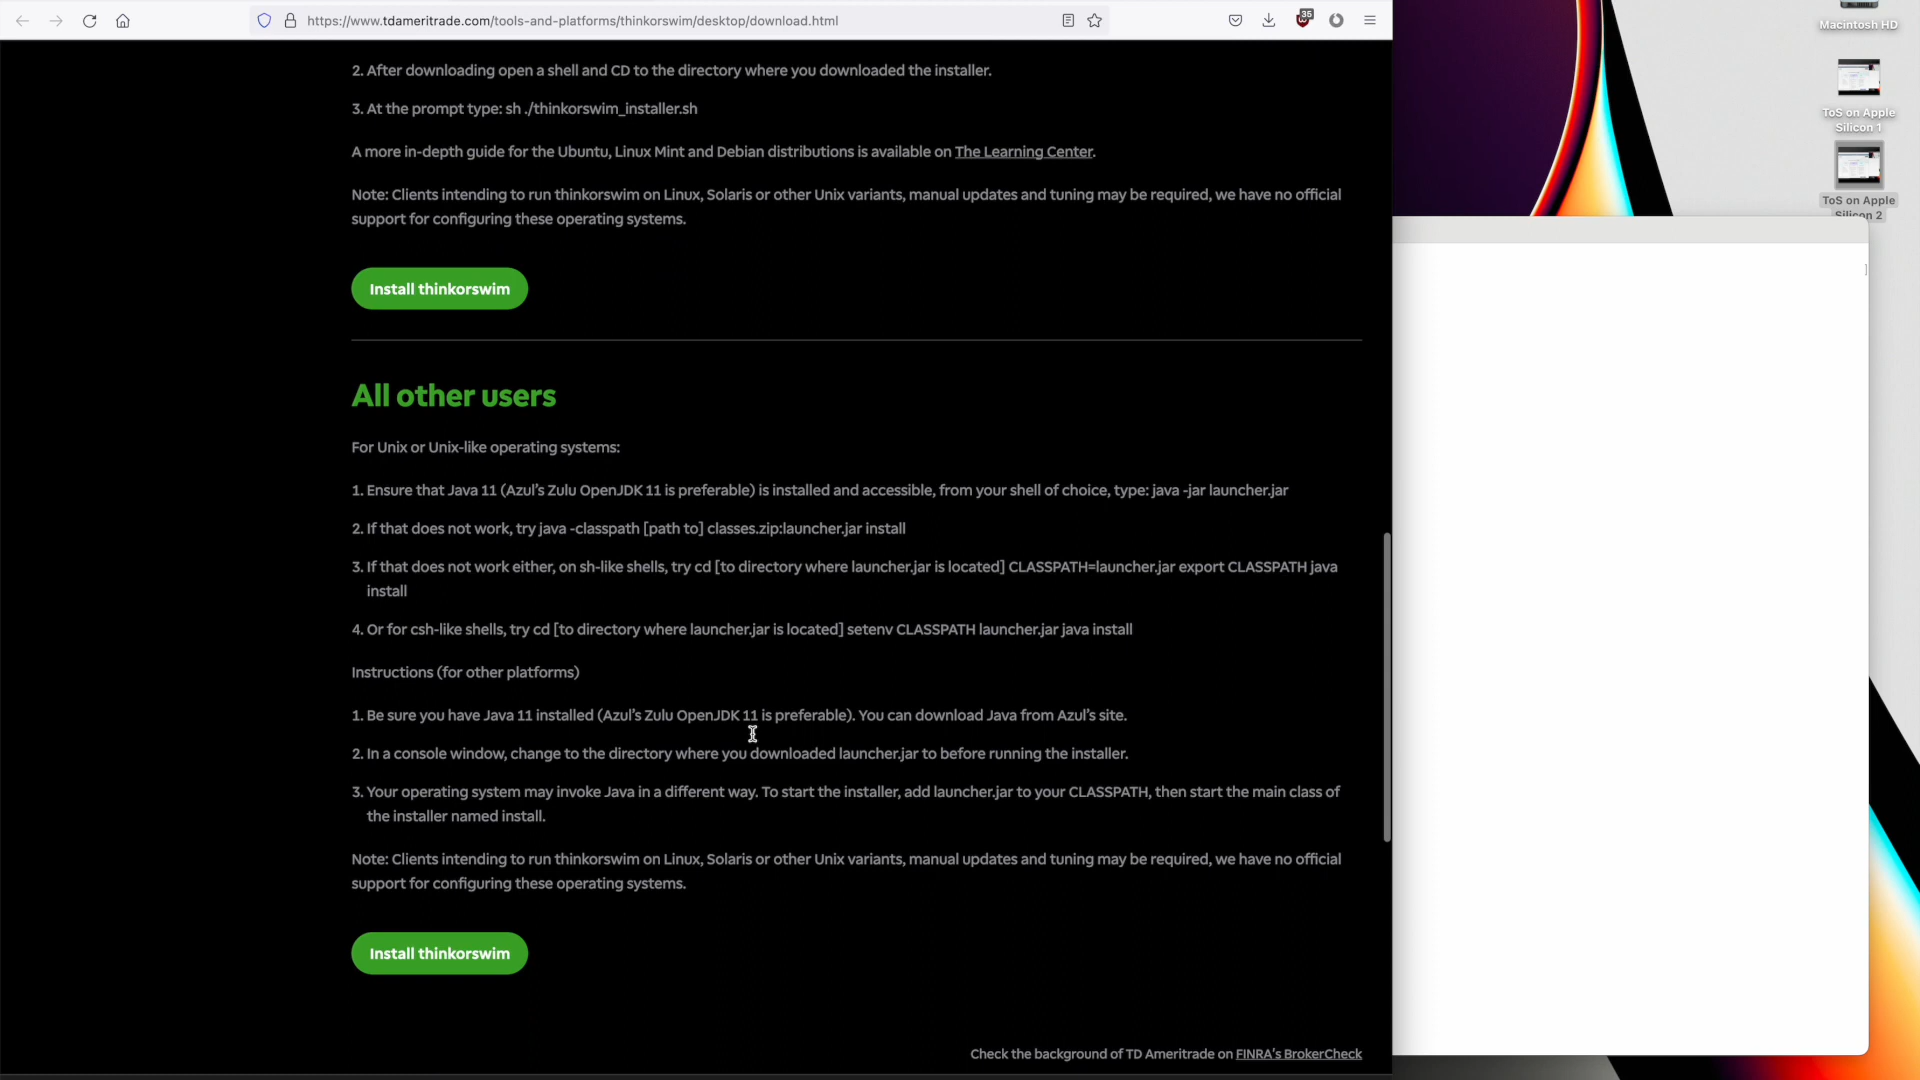 https://www.tdameritrade.com/tools-and-platforms/thinkorswim/desktop/download.html
35
2. After downloading open a shell and CD to the directory where you downloaded the installer.
3. At the prompt type: sh ./thinkorswim_installer.sh
A more in-depth guide for the Ubuntu, Linux Mint and Debian distributions is available on The Learning Center.
Note: Clients intending to run thinkorswim on Linux, Solaris or other Unix variants, manual updates and tuning may be required, we have no official
support for configuring these operating systems.
Install thinkorswim
All other users
For Unix or Unix-like operating systems:
1. Ensure that Java 11 (Azul's Zulu OpenJDK 11 is preferable) is installed and accessible, from your shell of choice, type: java -jar launcher.jar
2. If that does not work, try java -classpath [path to] classes.zip:launcher.jar install
3. If that does not work either, on sh-like shells, try cd [to directory where launcher.jar is located] CLASSPATH=launcher.jar export CLASSPATH java
install
4. Or for csh-like shells, try cd [to directory where launcher.jar is located] setenv CLASSPATH launcher.jar java install
Instructions (for other platforms)
1. Be sure you have Java 11 installed (Azul's Zulu OpenJDK 11 is preferable). You can download Java from Azul's site.
2. In a console window, change to the directory where you downloaded launcher.jar to before running the installer.
3. Your operating system may invoke Java in a different way. To start the installer, add launcher.jar to your CLASSPATH, then start the main class of
the installer named install.
Note: Clients intending to run thinkorswim on Linux, Solaris or other Unix variants, manual updates and tuning may be required, we have no official
support for configuring these operating systems.
Install thinkorswim
Check the background of TD Ameritrade on FINRA's BrokerCheck
Macintosh HD
ToS on Apple
Silicon 1
ToS on Apple
Silicon 2
]